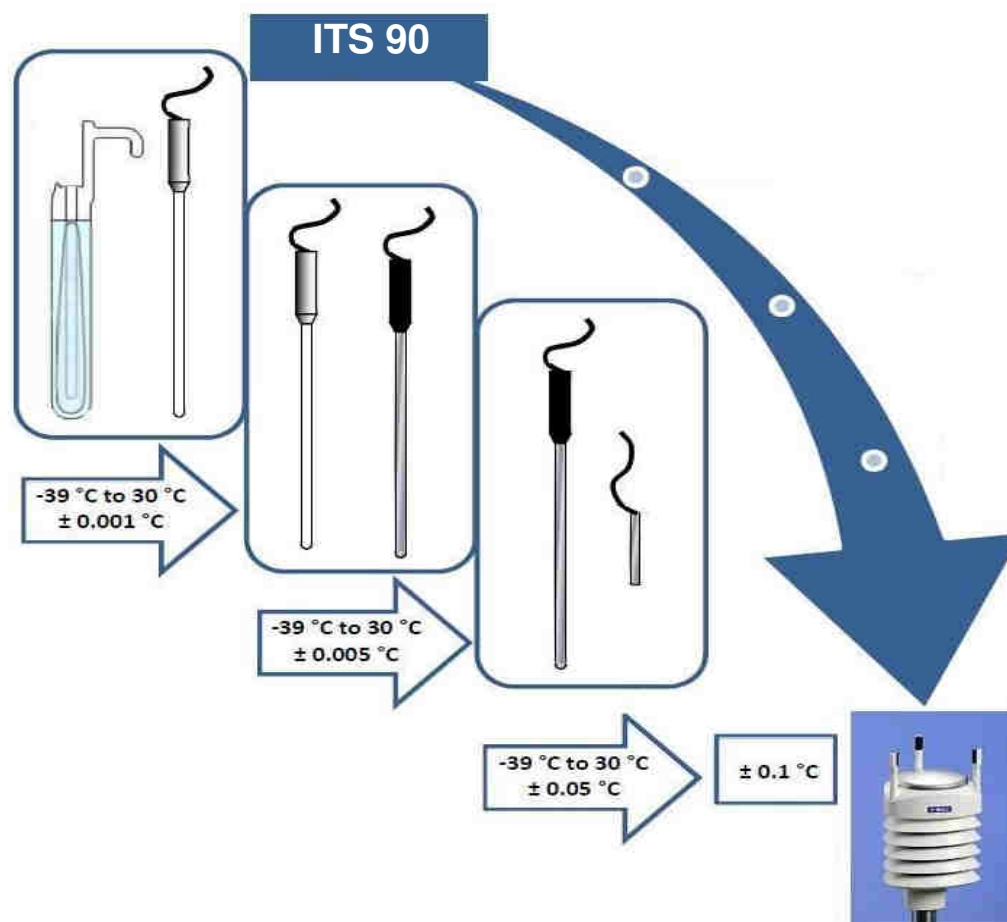 ITS 90
-39 °C to 30 °C
± 0.001 °C
-39 °C to 30 °C
± 0.005 °C
-39 °C to 30 °C
± 0.05 °C
± 0.1 °C